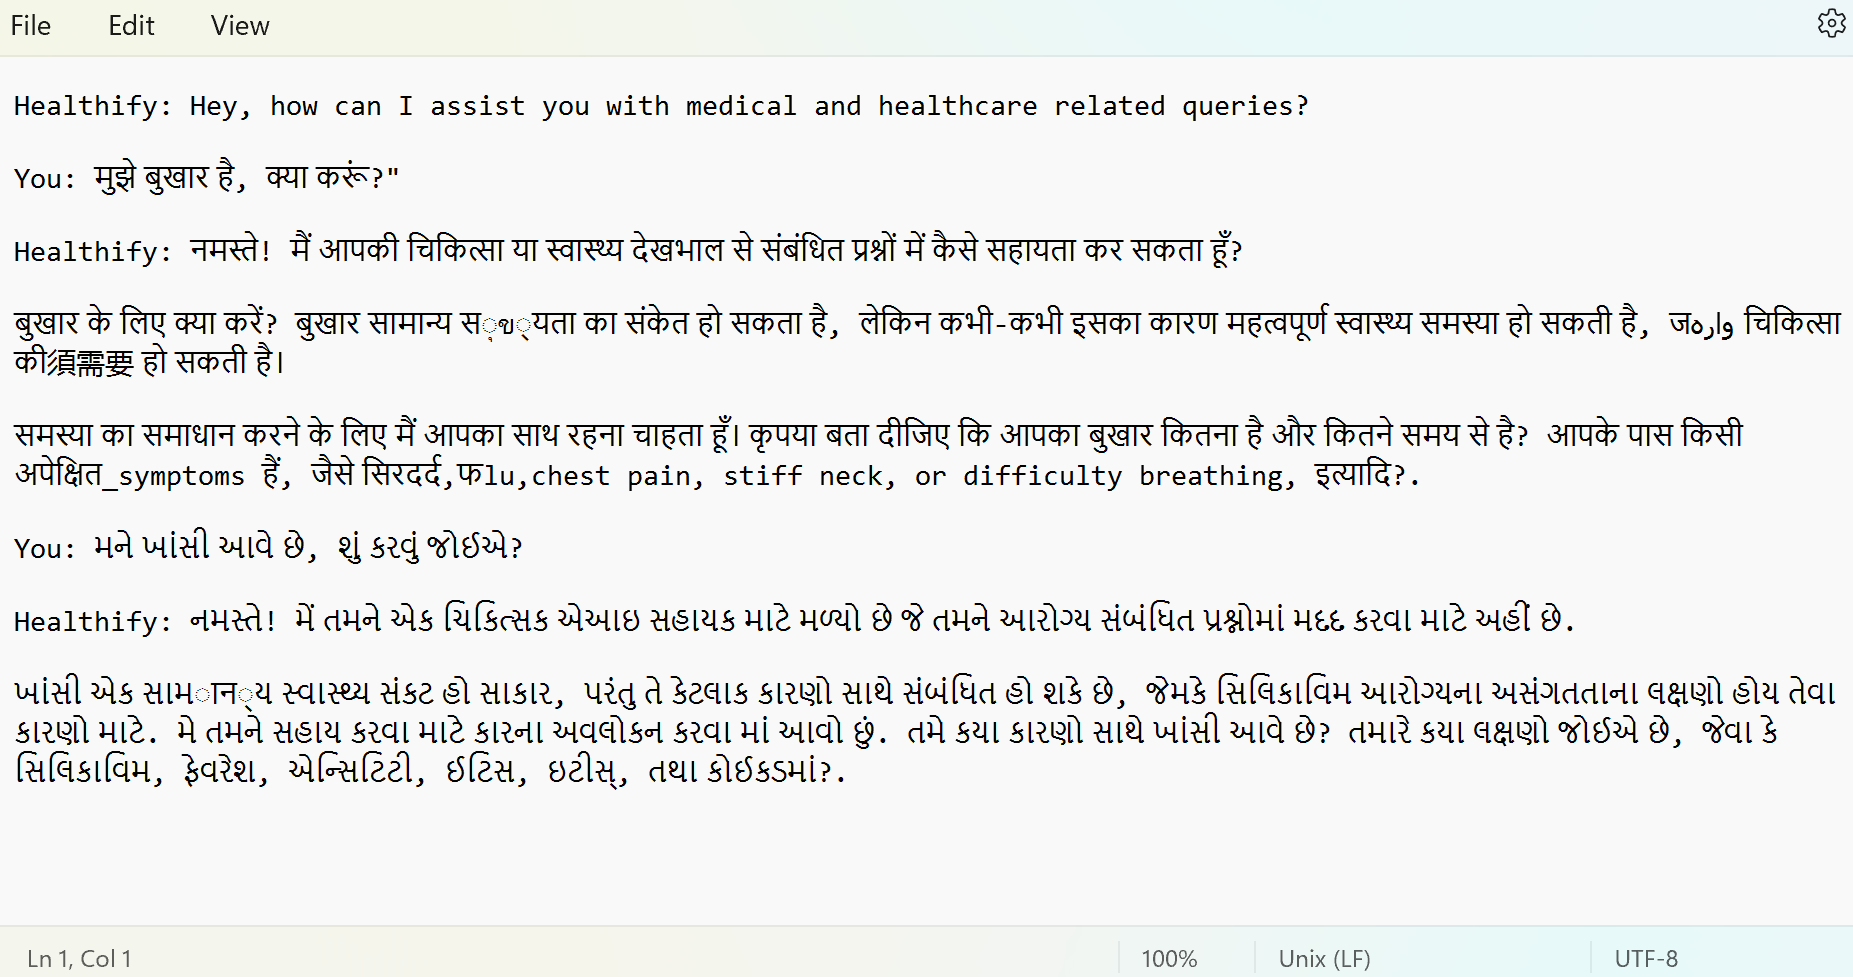 File Edit View
Healthify: Hey, how can I assist you with medical and healthcare related queries?
You: मुझे बुखार है, क्या करूं?"
Healthify: नमस्ते! मैं आपकी चिकित्सा या स्वास्थ्य देखभाल से संबंधित प्रश्नों में कैसे सहायता कर सकता हूँ?
बुखार के लिए क्या करें? बुखार सामान्य सृข्यता का संकेत हो सकता है, लेकिन कभी-कभी इसका कारण महत्वपूर्ण स्वास्थ्य समस्या हो सकती है, जواره चिकित्सा
की須需要 हो सकती है।
समस्या का समाधान करने के लिए मैं आपका साथ रहना चाहता हूँ। कृपया बता दीजिए कि आपका बुखार कितना है और कितने समय से है? आपके पास किसी
अपेक्षित_symptoms हैं, जैसे सिरदर्द,फlu,chest pain, stiff neck, or difficulty breathing, इत्यादि?.
You: મને ખાંસી આવે છે, શું કરવું જોઈએ?
Healthify: નમસ્તે! મેં તમને એક ચિકિત્સક એઆઇ સહાયક માટે મળ્યો છે જે તમને આરોગ્ય સંબંધિત પ્રશ્નોમાં મદદ કરવા માટે અહીં છે.
ખાંસી એક સામान्ય સ્વાસ્થ્ય સંકટ હો સાકાર, પરંતુ તે કેટલાક કારણો સાથે સંબંધિત હો શકે છે, જેમકે સિલિકાવિમ આરોગ્યના અસંગતતાના લક્ષણો હોય તેવા
કારણો માટે. મે તમને સહાય કરવા માટે કારના અવલોકન કરવા માં આવો છું. તમે કયા કારણો સાથે ખાંસી આવે છે? તમારે કયા લક્ષણો જોઈએ છે, જેવા કે
સિલિકાવિમ, ફેવરેશ, એન્સિટિટી, ઈટિસ, ઇટીસ્, તથા કોઈકડમાં?.
Ln 1, Col 1 100% Unix (LF) UTF-8